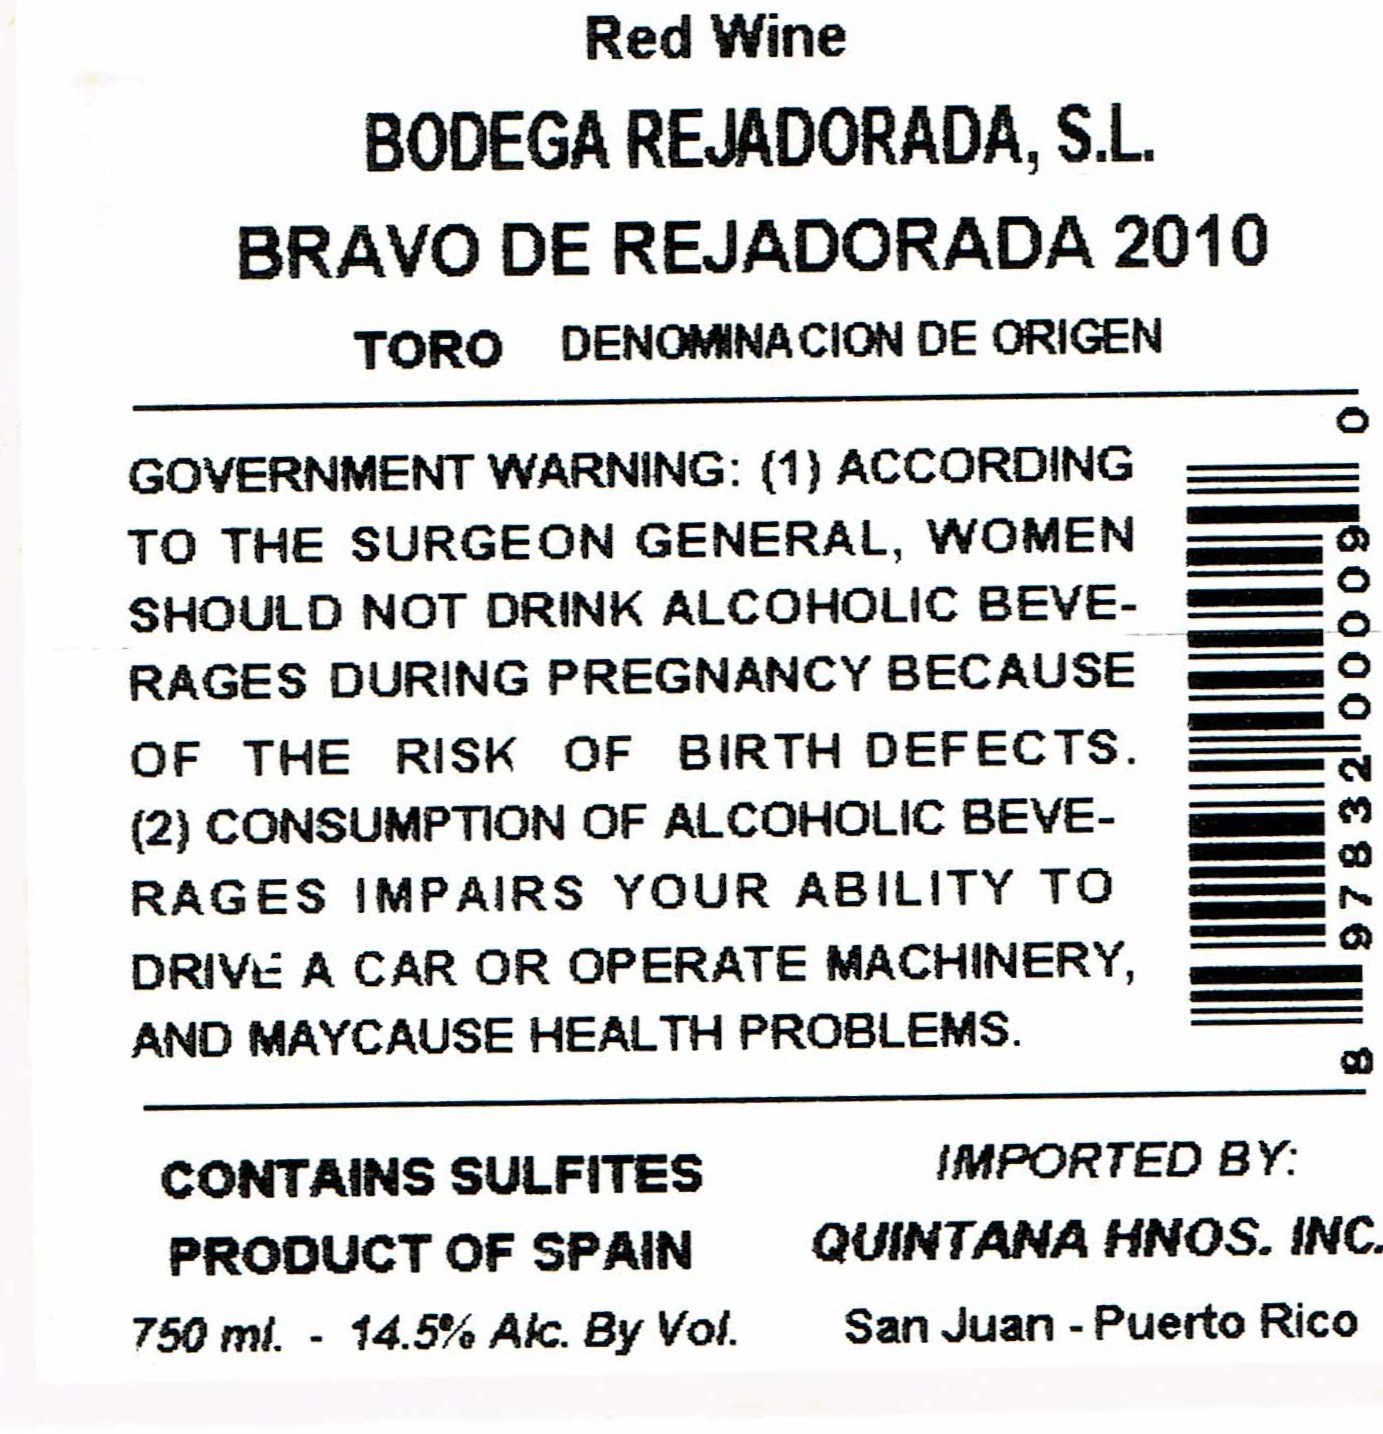 Red Wine
BODEGA REJADORADA, S.L.
BRAVO DE REJADORADA 2010
TORO DENOMINACION DE ORIGEN
GOVERNMENT WARNING: (1) ACCORDING
TO THE SURGEON GENERAL, WOMEN
SHOULD NOT DRINK ALCOHOLIC BEVE-
RAGES DURING PREGNANCY BECAUSE
OF THE RISK OF BIRTH DEFECTS.
(2) CONSUMPTION OF ALCOHOLIC BEVE-
RAGES IMPAIRS YOUR ABILITY TO
DRIVE A CAR OR OPERATE MACHINERY,
AND MAYCAUSE HEALTH PROBLEMS.
8 97832 00009 0
CONTAINS SULFITES
PRODUCT OF SPAIN
750 ml. - 14.5% Alc. By Vol.
IMPORTED BY:
QUINTANA HNOS. INC.
San Juan - Puerto Rico